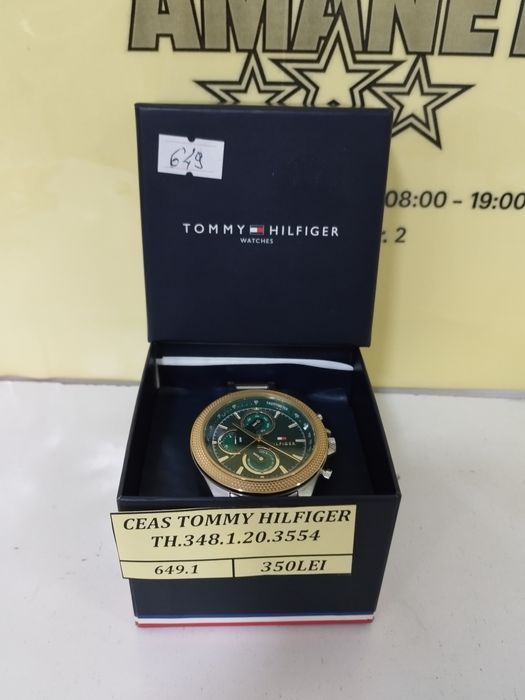 AMANE
08:00 - 19:00
r. 2
649
TOMMY HILFIGER
WATCHES
TACHYMETER
HILFIGER
CEAS TOMMY HILFIGER
TH.348.1.20.3554
649.1 350LEI